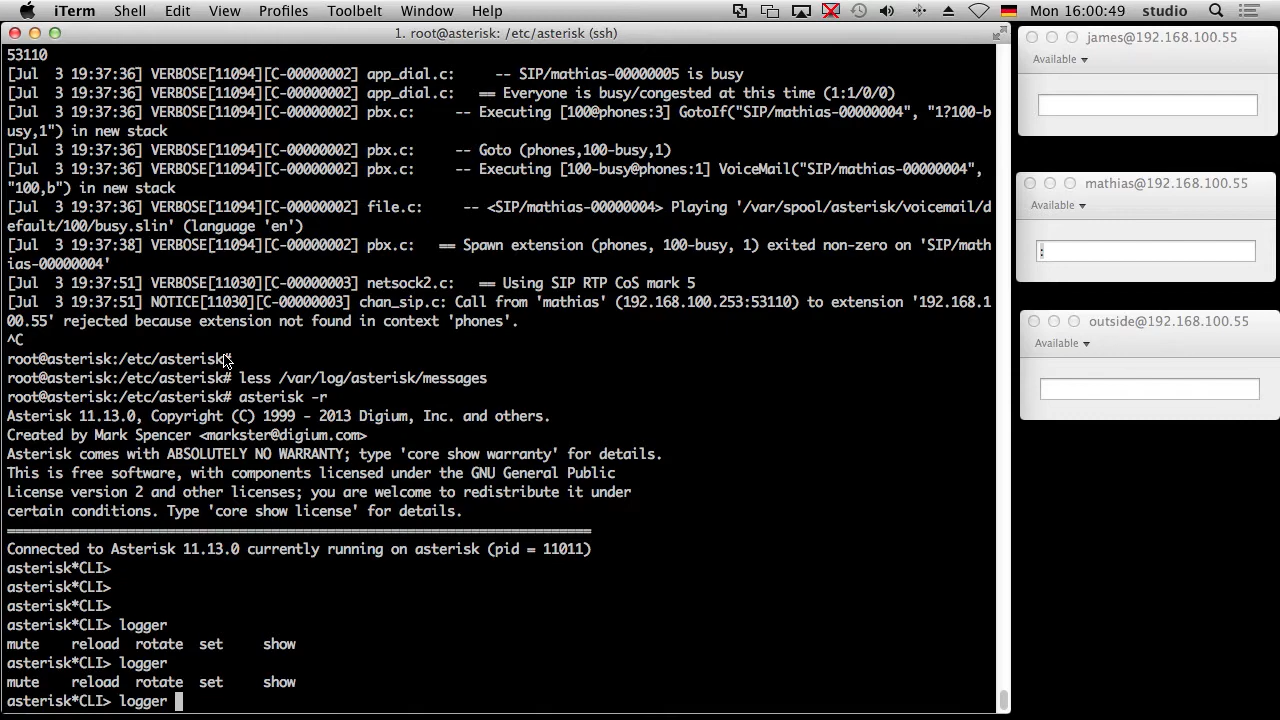 iTerm Shell Edit View Profiles Toolbelt Window Help Mon 16:00:49 studio
1. root@asterisk: /etc/asterisk (ssh)
53110
[Jul  3 19:37:36] VERBOSE[11094][C-00000002] app_dial.c:     -- SIP/mathias-00000005 is busy
[Jul  3 19:37:36] VERBOSE[11094][C-00000002] app_dial.c:   == Everyone is busy/congested at this time (1:1/0/0)
[Jul  3 19:37:36] VERBOSE[11094][C-00000002] pbx.c:     -- Executing [100@phones:3] GotoIf("SIP/mathias-00000004", "1?100-b
usy,1") in new stack
[Jul  3 19:37:36] VERBOSE[11094][C-00000002] pbx.c:     -- Goto (phones,100-busy,1)
[Jul  3 19:37:36] VERBOSE[11094][C-00000002] pbx.c:     -- Executing [100-busy@phones:1] VoiceMail("SIP/mathias-00000004",
"100,b") in new stack
[Jul  3 19:37:36] VERBOSE[11094][C-00000002] file.c:     -- <SIP/mathias-00000004> Playing '/var/spool/asterisk/voicemail/d
efault/100/busy.slin' (language 'en')
[Jul  3 19:37:38] VERBOSE[11094][C-00000002] pbx.c:   == Spawn extension (phones, 100-busy, 1) exited non-zero on 'SIP/math
ias-00000004'
[Jul  3 19:37:51] VERBOSE[11030][C-00000003] netsock2.c:   == Using SIP RTP CoS mark 5
[Jul  3 19:37:51] NOTICE[11030][C-00000003] chan_sip.c: Call from 'mathias' (192.168.100.253:53110) to extension '192.168.1
00.55' rejected because extension not found in context 'phones'.
^C
root@asterisk:/etc/asterisk#
root@asterisk:/etc/asterisk# less /var/log/asterisk/messages
root@asterisk:/etc/asterisk# asterisk -r
Asterisk 11.13.0, Copyright (C) 1999 - 2013 Digium, Inc. and others.
Created by Mark Spencer <markster@digium.com>
Asterisk comes with ABSOLUTELY NO WARRANTY; type 'core show warranty' for details.
This is free software, with components licensed under the GNU General Public
License version 2 and other licenses; you are welcome to redistribute it under
certain conditions. Type 'core show license' for details.
=========================================================================
Connected to Asterisk 11.13.0 currently running on asterisk (pid = 11011)
asterisk*CLI>
asterisk*CLI>
asterisk*CLI>
asterisk*CLI> logger
mute    reload  rotate  set     show
asterisk*CLI> logger
mute    reload  rotate  set     show
asterisk*CLI> logger
james@192.168.100.55
Available
mathias@192.168.100.55
Available
:
outside@192.168.100.55
Available